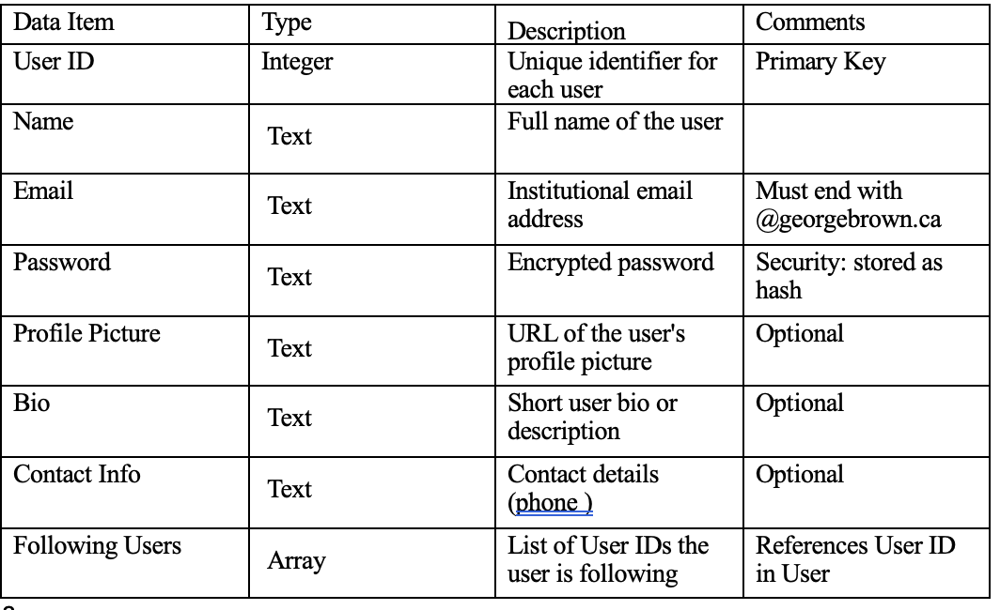 Data Item Type Description Comments
User ID Integer Unique identifier for Primary Key
each user
Name Text Full name of the user
Email Text Institutional email Must end with
address @georgebrown.ca
Password Text Encrypted password Security: stored as
hash
Profile Picture Text URL of the user's Optional
profile picture
Bio Text Short user bio or Optional
description
Contact Info Text Contact details Optional
(phone )
Following Users Array List of User IDs the References User ID
user is following in User